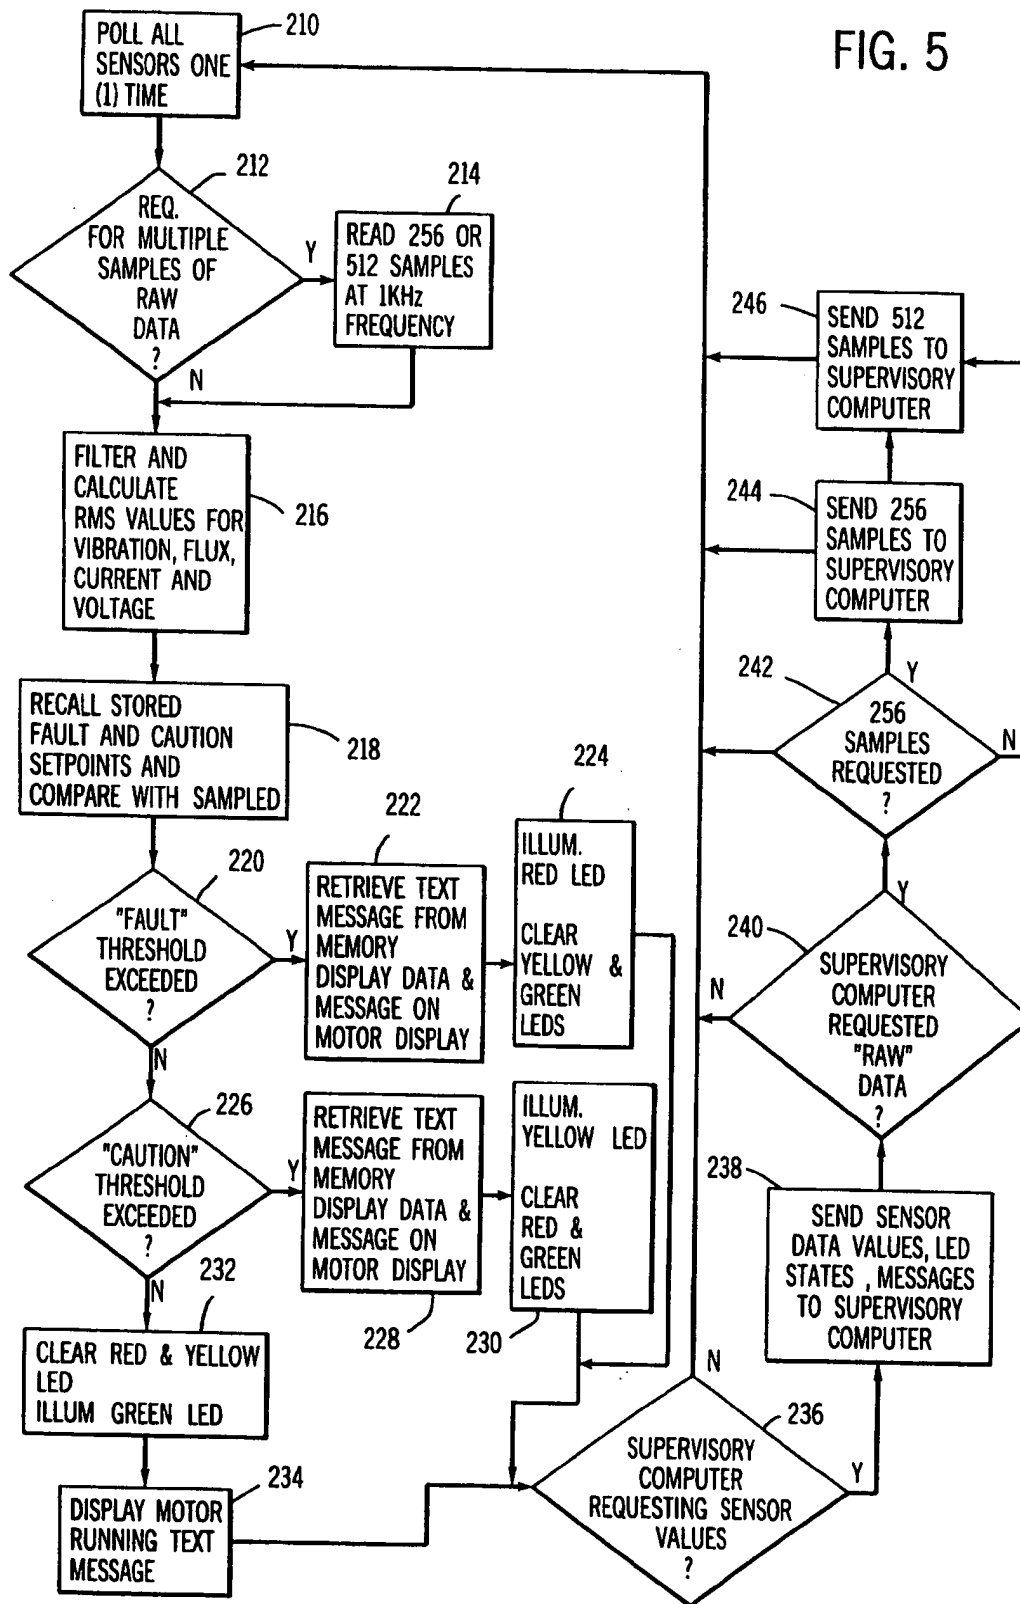 FIG. 5
POLL ALL
SENSORS ONE
(1) TIME
210
REQ.
FOR MULTIPLE
SAMPLES OF
RAW
DATA
?
212
Y
N
READ 256 OR
512 SAMPLES
AT 1KHz
FREQUENCY
214
FILTER AND
CALCULATE
RMS VALUES FOR
VIBRATION, FLUX,
CURRENT AND
VOLTAGE
216
RECALL STORED
FAULT AND CAUTION
SETPOINTS AND
COMPARE WITH SAMPLED
218
"FAULT"
THRESHOLD
EXCEEDED
?
220
Y
N
RETRIEVE TEXT
MESSAGE FROM
MEMORY
DISPLAY DATA &
MESSAGE ON
MOTOR DISPLAY
222
ILLUM.
RED LED
CLEAR
YELLOW &
GREEN
LEDS
224
"CAUTION"
THRESHOLD
EXCEEDED
?
226
Y
N
RETRIEVE TEXT
MESSAGE FROM
MEMORY
DISPLAY DATA &
MESSAGE ON
MOTOR DISPLAY
228
ILLUM.
YELLOW LED
CLEAR
RED &
GREEN
LEDS
230
CLEAR RED & YELLOW
LED
ILLUM GREEN LED
232
DISPLAY MOTOR
RUNNING TEXT
MESSAGE
234
SUPERVISORY
COMPUTER
REQUESTING SENSOR
VALUES
?
236
N
Y
SEND SENSOR
DATA VALUES, LED
STATES , MESSAGES
TO SUPERVISORY
COMPUTER
238
SUPERVISORY
COMPUTER
REQUESTED
"RAW"
DATA
?
240
N
Y
256
SAMPLES
REQUESTED
?
242
Y
N
SEND 256
SAMPLES TO
SUPERVISORY
COMPUTER
244
SEND 512
SAMPLES TO
SUPERVISORY
COMPUTER
246